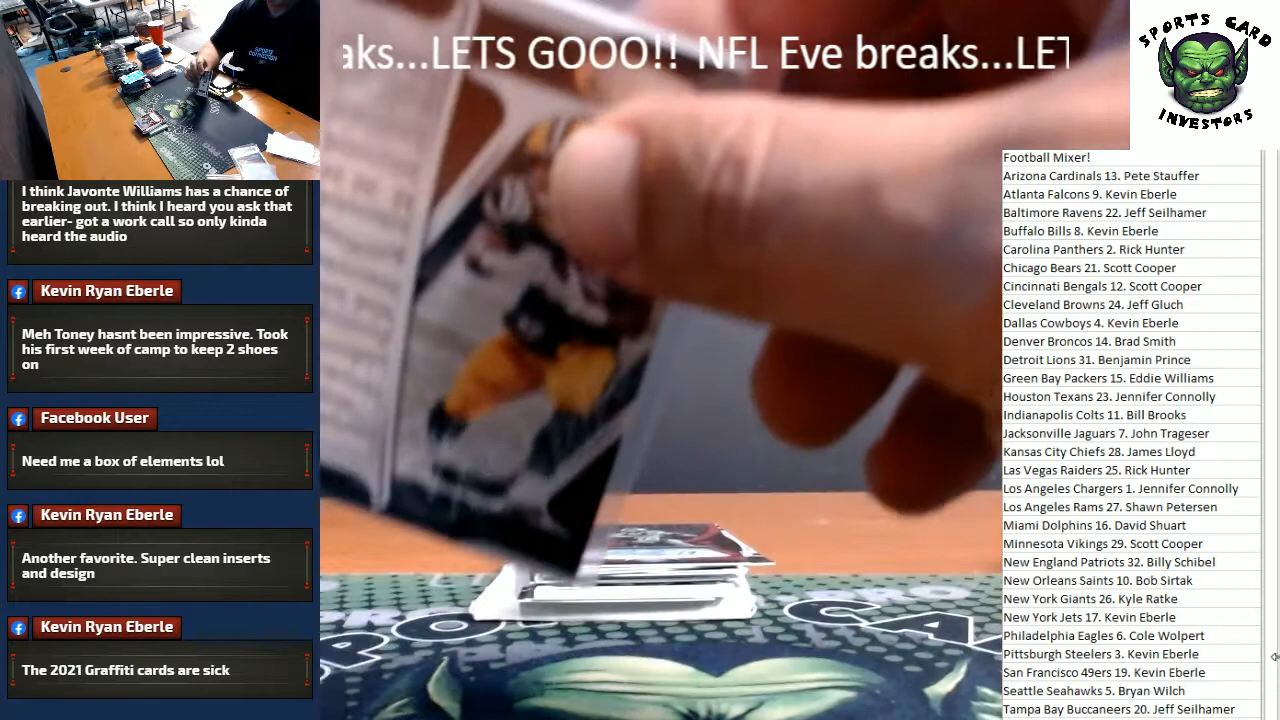 aks...LETS GOOO!! NFL Eve breaks...LET
SPORTS CARD
INVESTORS
I think Javonte Williams has a chance of
breaking out. I think I heard you ask that
earlier- got a work call so only kinda
heard the audio
Kevin Ryan Eberle
Meh Toney hasnt been impressive. Took
his first week of camp to keep 2 shoes
on
Facebook User
Need me a box of elements lol
Kevin Ryan Eberle
Another favorite. Super clean inserts
and design
Kevin Ryan Eberle
The 2021 Graffiti cards are sick
Football Mixer!
Arizona Cardinals 13. Pete Stauffer
Atlanta Falcons 9. Kevin Eberle
Baltimore Ravens 22. Jeff Seilhamer
Buffalo Bills 8. Kevin Eberle
Carolina Panthers 2. Rick Hunter
Chicago Bears 21. Scott Cooper
Cincinnati Bengals 12. Scott Cooper
Cleveland Browns 24. Jeff Gluch
Dallas Cowboys 4. Kevin Eberle
Denver Broncos 14. Brad Smith
Detroit Lions 31. Benjamin Prince
Green Bay Packers 15. Eddie Williams
Houston Texans 23. Jennifer Connolly
Indianapolis Colts 11. Bill Brooks
Jacksonville Jaguars 7. John Trageser
Kansas City Chiefs 28. James Lloyd
Las Vegas Raiders 25. Rick Hunter
Los Angeles Chargers 1. Jennifer Connolly
Los Angeles Rams 27. Shawn Petersen
Miami Dolphins 16. David Shuart
Minnesota Vikings 29. Scott Cooper
New England Patriots 32. Billy Schibel
New Orleans Saints 10. Bob Sirtak
New York Giants 26. Kyle Ratke
New York Jets 17. Kevin Eberle
Philadelphia Eagles 6. Cole Wolpert
Pittsburgh Steelers 3. Kevin Eberle
San Francisco 49ers 19. Kevin Eberle
Seattle Seahawks 5. Bryan Wilch
Tampa Bay Buccaneers 20. Jeff Seilhamer